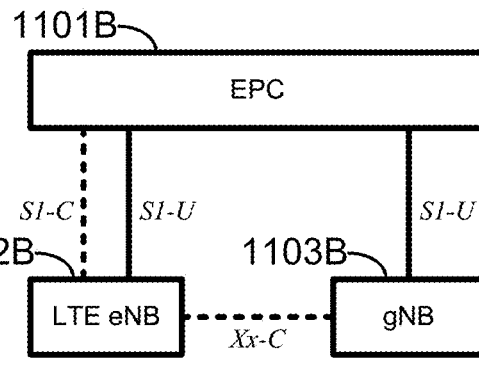 1101B
EPC
S1-C S1-U S1-U
2B 1103B
LTE eNB gNB
Xx-C